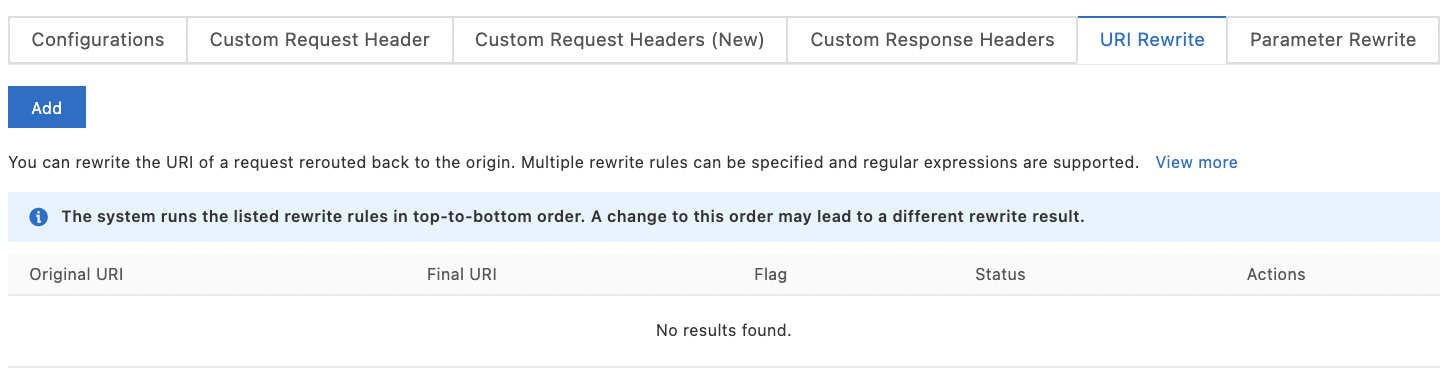 Configurations Custom Request Header Custom Request Headers (New) Custom Response Headers URI Rewrite Parameter Rewrite
Add
You can rewrite the URI of a request rerouted back to the origin. Multiple rewrite rules can be specified and regular expressions are supported. View more
The system runs the listed rewrite rules in top-to-bottom order. A change to this order may lead to a different rewrite result.
Original URI Final URI Flag Status Actions
No results found.